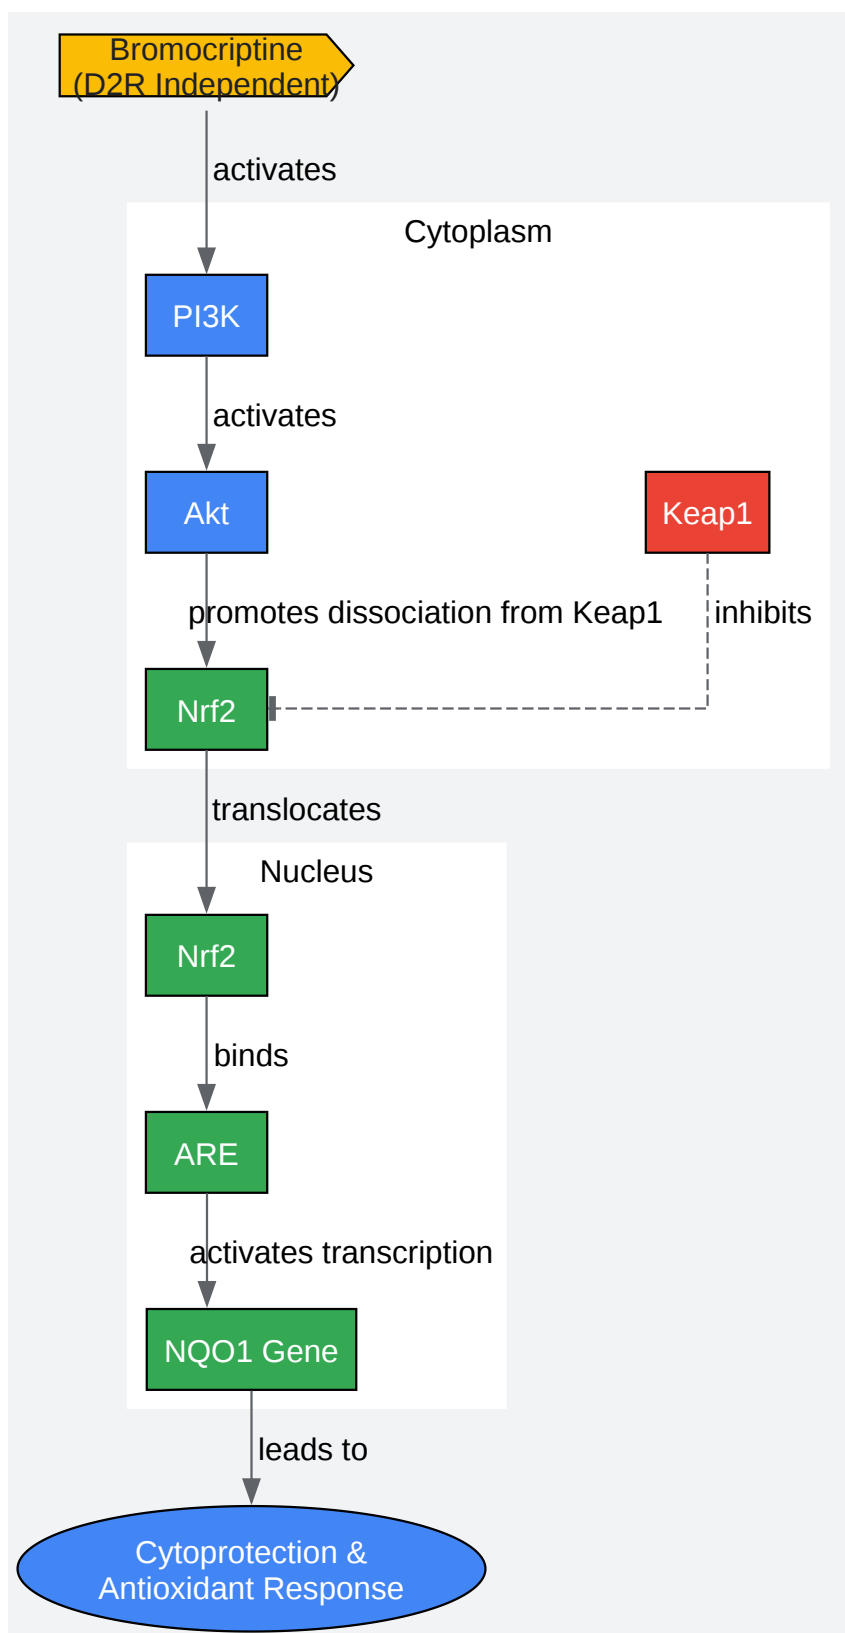 Bromocriptine
(D2R Independent)
activates
Cytoplasm
PI3K
activates
Akt
Keap1
promotes dissociation from Keap1
inhibits
Nrf2
translocates
Nucleus
Nrf2
binds
ARE
activates transcription
NQO1 Gene
leads to
Cytoprotection &
Antioxidant Response